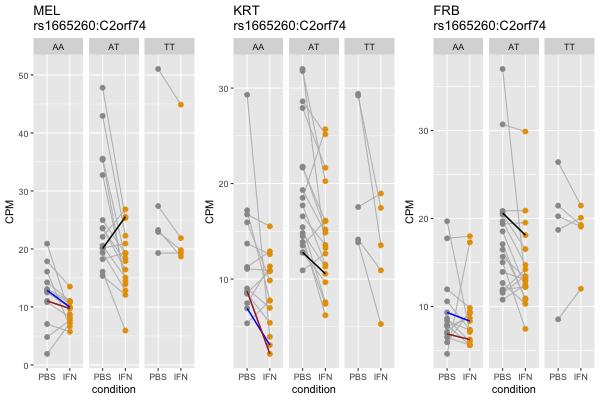 MEL
rs1665260:C2orf74
AA AT TT
CPM
50
40
30
20
10
0
PBS IFN PBS IFN PBS IFN
condition
KRT
rs1665260:C2orf74
AA AT TT
CPM
30
20
10
PBS IFN PBS IFN PBS IFN
condition
FRB
rs1665260:C2orf74
AA AT TT
CPM
30
20
10
PBS IFN PBS IFN PBS IFN
condition